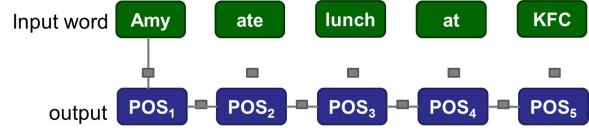 Input word Amy ate lunch at KFC
output POS₁ POS₂ POS₃ POS₄ POS₅